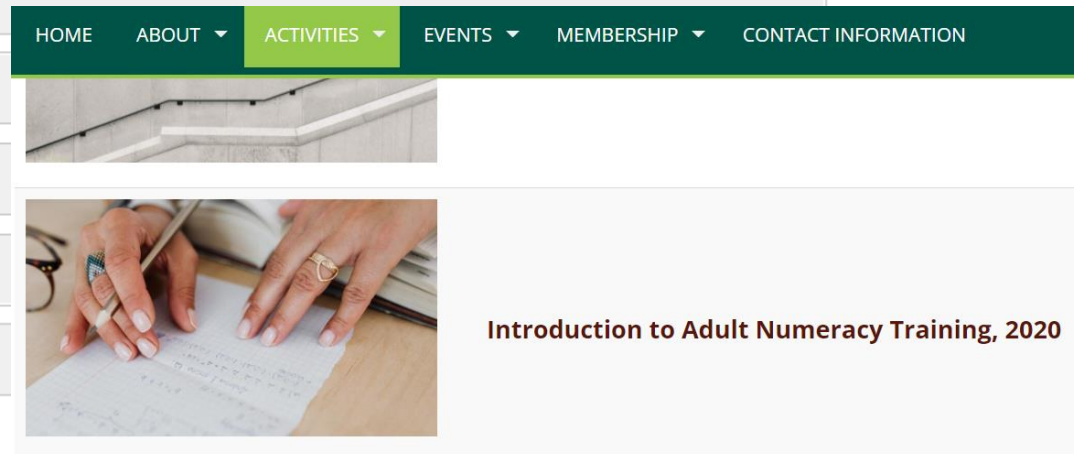 HOME ABOUT ACTIVITIES EVENTS MEMBERSHIP CONTACT INFORMATION
Introduction to Adult Numeracy Training, 2020